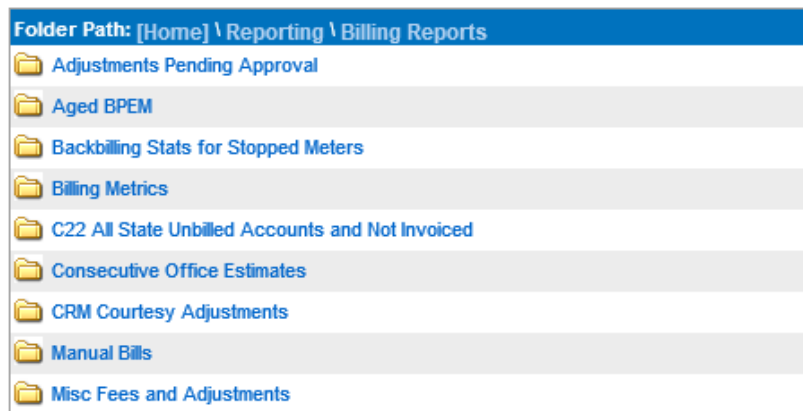 Folder Path: [Home] \ Reporting \ Billing Reports
Adjustments Pending Approval
Aged BPEM
Backbilling Stats for Stopped Meters
Billing Metrics
C22 All State Unbilled Accounts and Not Invoiced
Consecutive Office Estimates
CRM Courtesy Adjustments
Manual Bills
Misc Fees and Adjustments